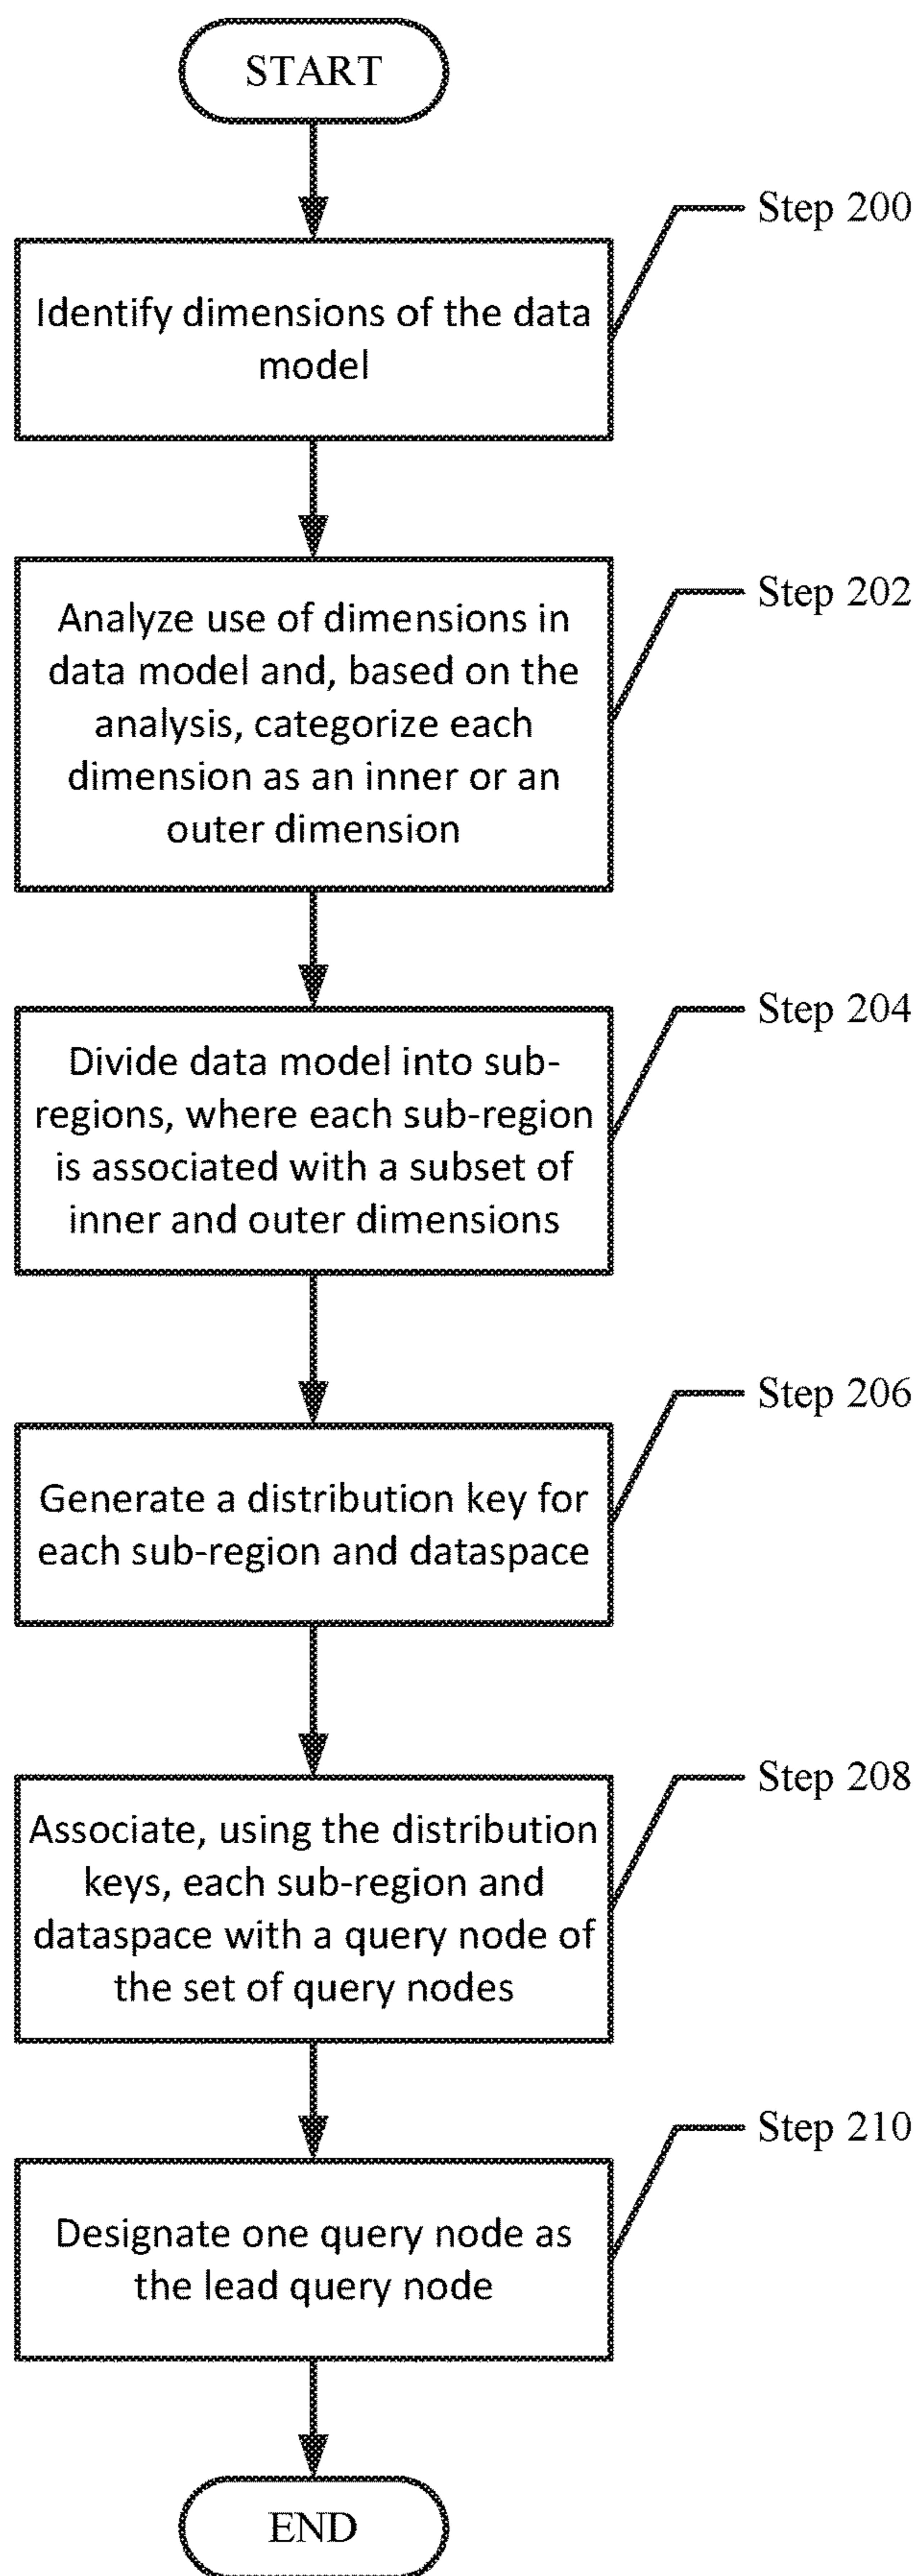 START
Step 200
Identify dimensions of the data
model
Step 202
Analyze use of dimensions in
data model and, based on the
analysis, categorize each
dimension as an inner or an
outer dimension
Step 204
Divide data model into sub-
regions, where each sub-region
is associated with a subset of
inner and outer dimensions
Step 206
Generate a distribution key for
each sub-region and dataspace
Step 208
Associate, using the distribution
keys, each sub-region and
dataspace with a query node of
the set of query nodes
Step 210
Designate one query node as
the lead query node
END